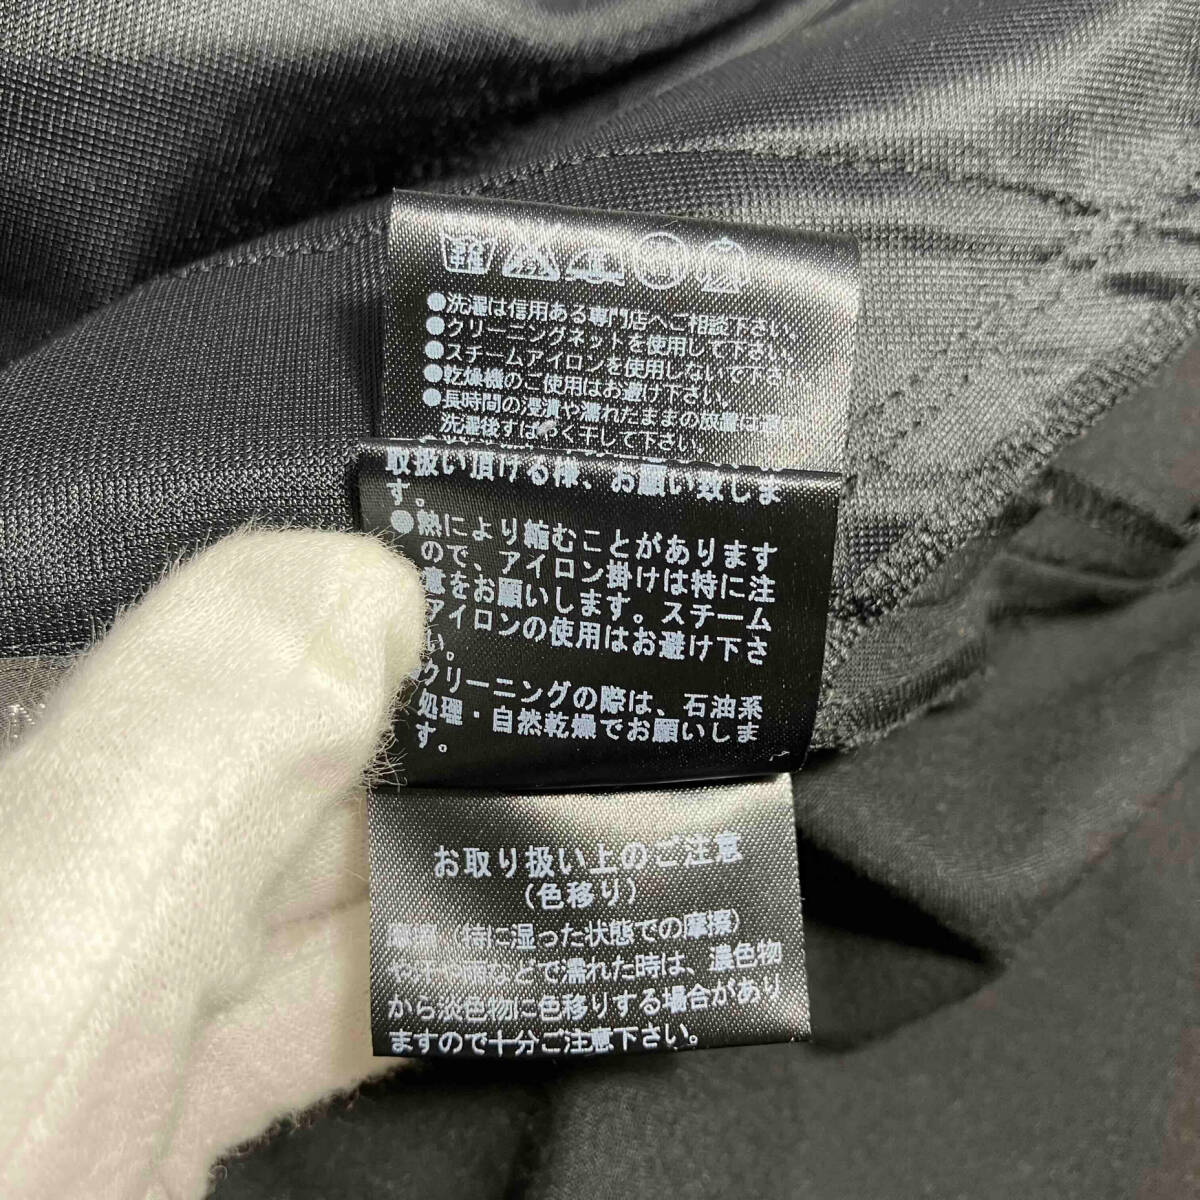 ●洗濯は信用ある専門店へご相談下さい。
●クリーニングネットを使用して下さい。
●スチームアイロンを使用しないで下さい。
●乾燥機のご使用はお避け下さい。
●長時間の浸漬や濡れたままの放置は避け
洗濯後すばやく干して下さい。
取扱い頂ける様、お願い致しま
す。
●熱により縮むことがあります
ので、アイロン掛けは特に注
意をお願いします。スチーム
アイロンの使用はお避け下さ
い。
クリーニングの際は、石油系
処理・自然乾燥でお願いしま
す。
お取り扱い上のご注意
(色移り)
摩擦(特に湿った状態での摩擦)
や汗や雨などで濡れた時は、濃色物
から淡色物に色移りする場合があり
ますので十分ご注意下さい。